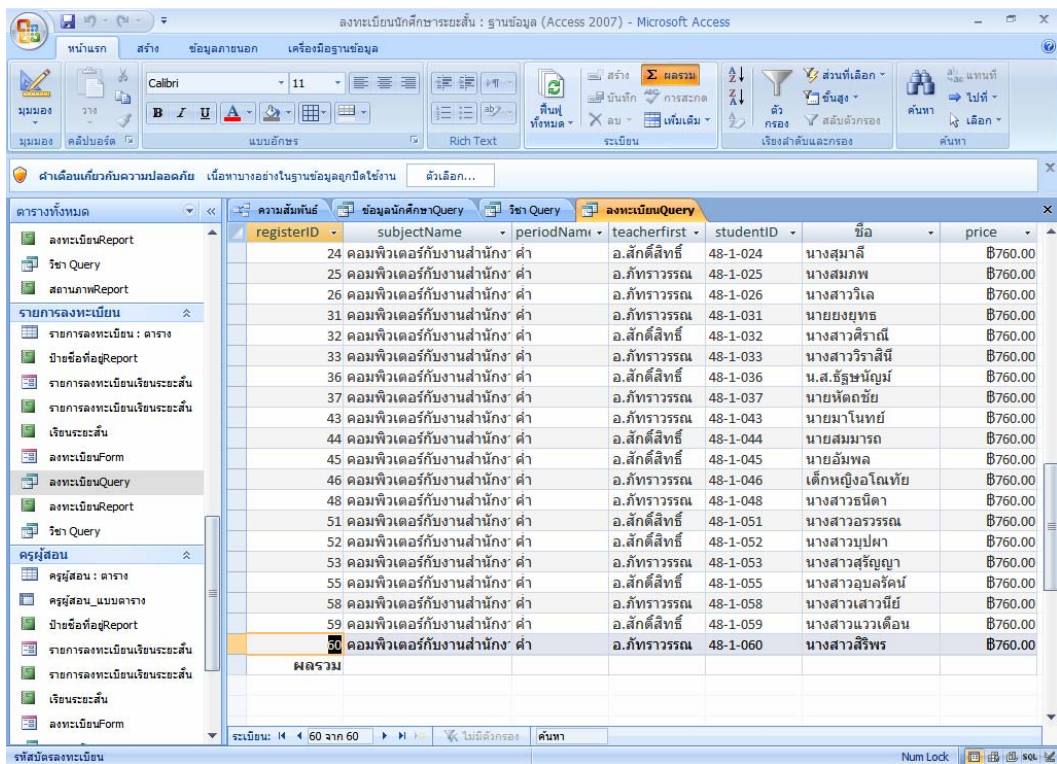 ลงทะเบียนนักศึกษาระยะสั้น : ฐานข้อมูล (Access 2007) - Microsoft Access
หน้าแรก สร้าง ข้อมูลภายนอก เครื่องมือฐานข้อมูล
Calibri 11 สร้าง Σ ผลรวม ส่วนที่เลือก แทนที่
บันทึก การสะกด ขั้นสูง ไปที่
มุมมอง วาง B I U A ฟื้นฟูทั้งหมด ลบ เพิ่มเติม ตัวกรอง สลับตัวกรอง ค้นหา เลือก
มุมมอง คลิปบอร์ด แบบอักษร Rich Text ระเบียน เรียงลำดับและกรอง ค้นหา
คำเตือนเกี่ยวกับความปลอดภัย เนื้อหาบางอย่างในฐานข้อมูลถูกปิดใช้งาน ตัวเลือก...
ตารางทั้งหมด
ลงทะเบียนReport
วิชา Query
สถานภาพReport
รายการลงทะเบียน
รายการลงทะเบียน : ตาราง
ป้ายชื่อที่อยู่Report
รายการลงทะเบียนเรียนระยะสั้น
รายการลงทะเบียนเรียนระยะสั้น
เรียนระยะสั้น
ลงทะเบียนForm
ลงทะเบียนQuery
ลงทะเบียนReport
วิชา Query
ครูผู้สอน
ครูผู้สอน : ตาราง
ครูผู้สอน_แบบตาราง
ป้ายชื่อที่อยู่Report
รายการลงทะเบียนเรียนระยะสั้น
รายการลงทะเบียนเรียนระยะสั้น
เรียนระยะสั้น
ลงทะเบียนForm
ความสัมพันธ์ ข้อมูลนักศึกษาQuery วิชา Query ลงทะเบียนQuery
registerID subjectName periodName teacherfirst studentID ชื่อ price
24 คอมพิวเตอร์กับงานสำนักง ค่ำ อ.สักดิ์สิทธิ์ 48-1-024 นางสุมาลี ฿760.00
25 คอมพิวเตอร์กับงานสำนักง ค่ำ อ.ภัทราวรรณ 48-1-025 นางสมภพ ฿760.00
26 คอมพิวเตอร์กับงานสำนักง ค่ำ อ.ภัทราวรรณ 48-1-026 นางสาววิเล ฿760.00
31 คอมพิวเตอร์กับงานสำนักง ค่ำ อ.ภัทราวรรณ 48-1-031 นายยงยุทธ ฿760.00
32 คอมพิวเตอร์กับงานสำนักง ค่ำ อ.สักดิ์สิทธิ์ 48-1-032 นางสาวศิราณี ฿760.00
33 คอมพิวเตอร์กับงานสำนักง ค่ำ อ.ภัทราวรรณ 48-1-033 นางสาววิราสินี ฿760.00
36 คอมพิวเตอร์กับงานสำนักง ค่ำ อ.สักดิ์สิทธิ์ 48-1-036 น.ส.ธัฐษนัญม์ ฿760.00
37 คอมพิวเตอร์กับงานสำนักง ค่ำ อ.ภัทราวรรณ 48-1-037 นายหัตถชัย ฿760.00
43 คอมพิวเตอร์กับงานสำนักง ค่ำ อ.สักดิ์สิทธิ์ 48-1-043 นายมาโนทย์ ฿760.00
44 คอมพิวเตอร์กับงานสำนักง ค่ำ อ.สักดิ์สิทธิ์ 48-1-044 นายสมมารถ ฿760.00
45 คอมพิวเตอร์กับงานสำนักง ค่ำ อ.สักดิ์สิทธิ์ 48-1-045 นายอัมพล ฿760.00
46 คอมพิวเตอร์กับงานสำนักง ค่ำ อ.สักดิ์สิทธิ์ 48-1-046 เด็กหญิงอโณทัย ฿760.00
48 คอมพิวเตอร์กับงานสำนักง ค่ำ อ.ภัทราวรรณ 48-1-048 นางสาวธนิดา ฿760.00
51 คอมพิวเตอร์กับงานสำนักง ค่ำ อ.สักดิ์สิทธิ์ 48-1-051 นางสาวอรวรรณ ฿760.00
52 คอมพิวเตอร์กับงานสำนักง ค่ำ อ.สักดิ์สิทธิ์ 48-1-052 นางสาวบุปผา ฿760.00
53 คอมพิวเตอร์กับงานสำนักง ค่ำ อ.ภัทราวรรณ 48-1-053 นางสาวสุรัญญา ฿760.00
55 คอมพิวเตอร์กับงานสำนักง ค่ำ อ.สักดิ์สิทธิ์ 48-1-055 นางสาวอุบลรัตน์ ฿760.00
58 คอมพิวเตอร์กับงานสำนักง ค่ำ อ.ภัทราวรรณ 48-1-058 นางสาวเสาวนีย์ ฿760.00
59 คอมพิวเตอร์กับงานสำนักง ค่ำ อ.สักดิ์สิทธิ์ 48-1-059 นางสาวแววเดือน ฿760.00
60 คอมพิวเตอร์กับงานสำนักง ค่ำ อ.ภัทราวรรณ 48-1-060 นางสาวสิริพร ฿760.00
ผลรวม
ระเบียน: 60 จาก 60 ไม่มีตัวกรอง ค้นหา
รหัสบัตรลงทะเบียน Num Lock SQL